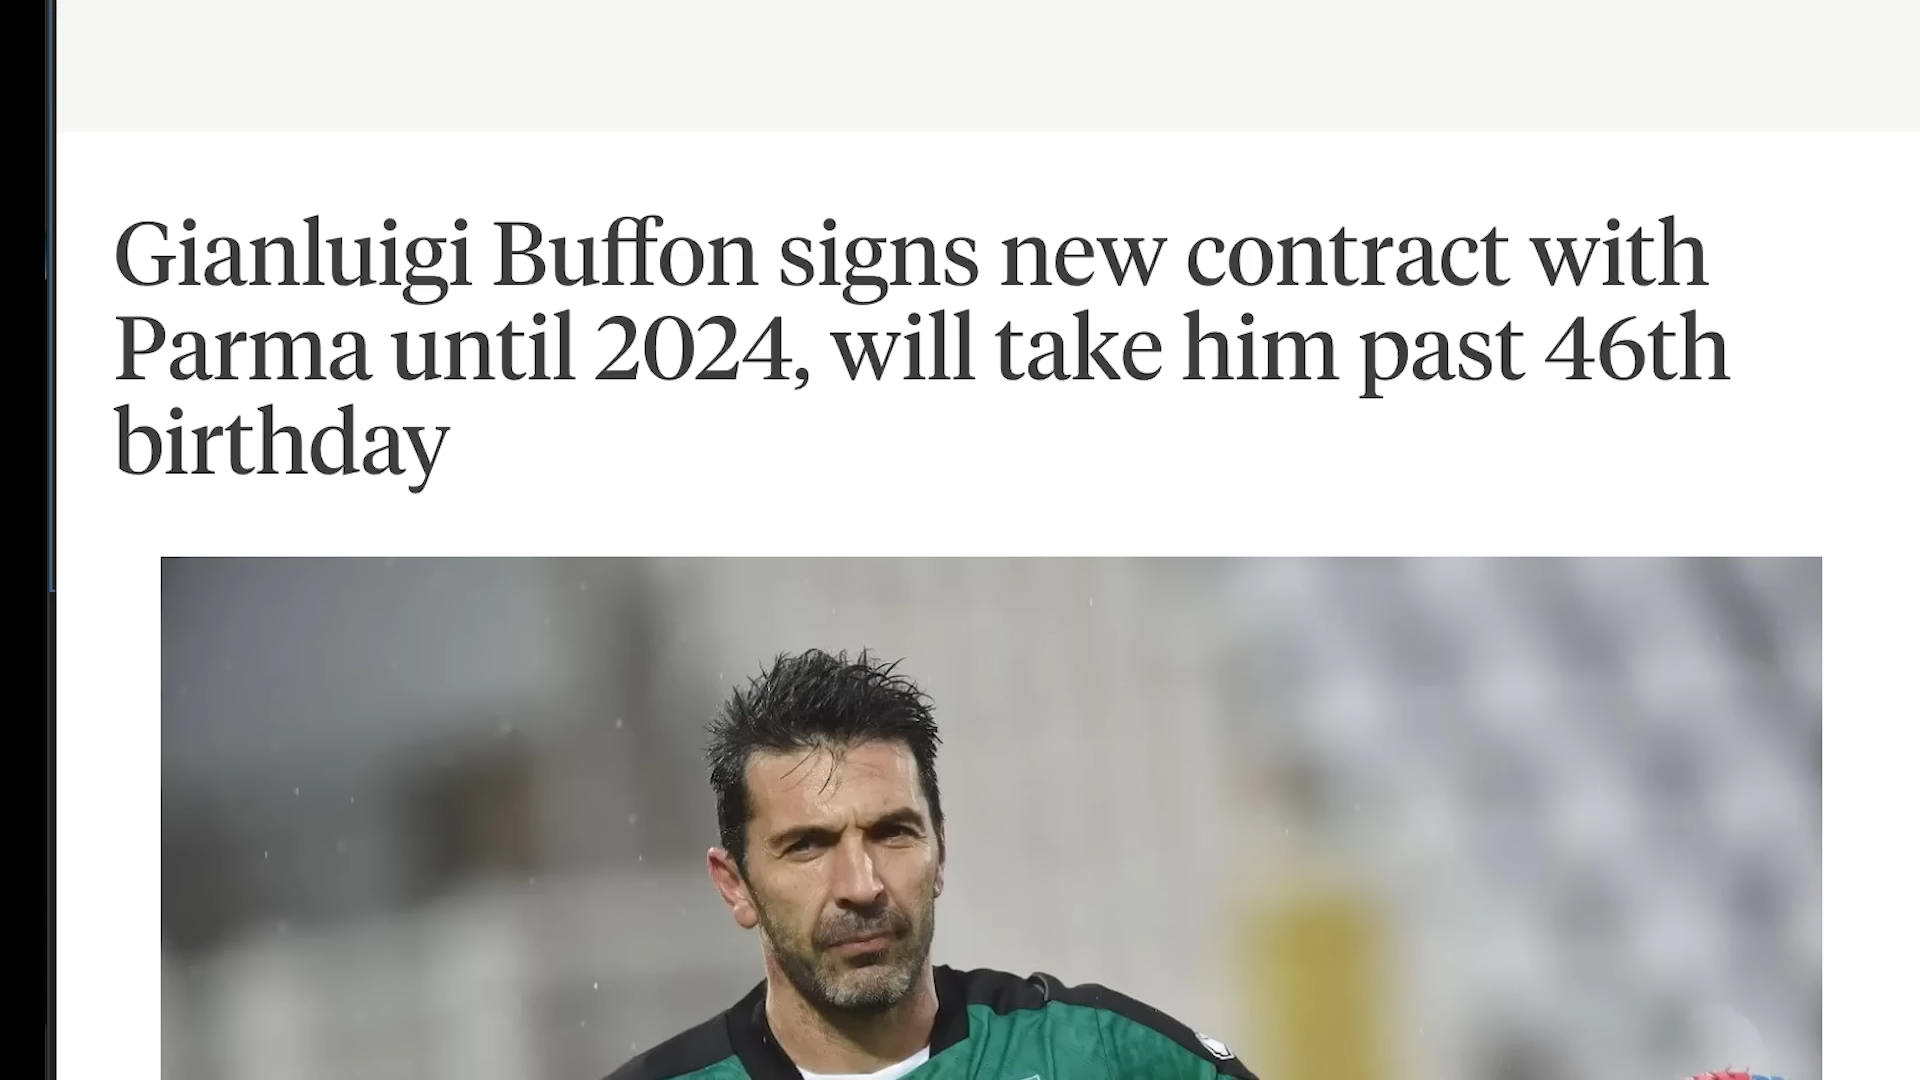 Gianluigi Buffon signs new contract with
Parma until 2024, will take him past 46th
birthday